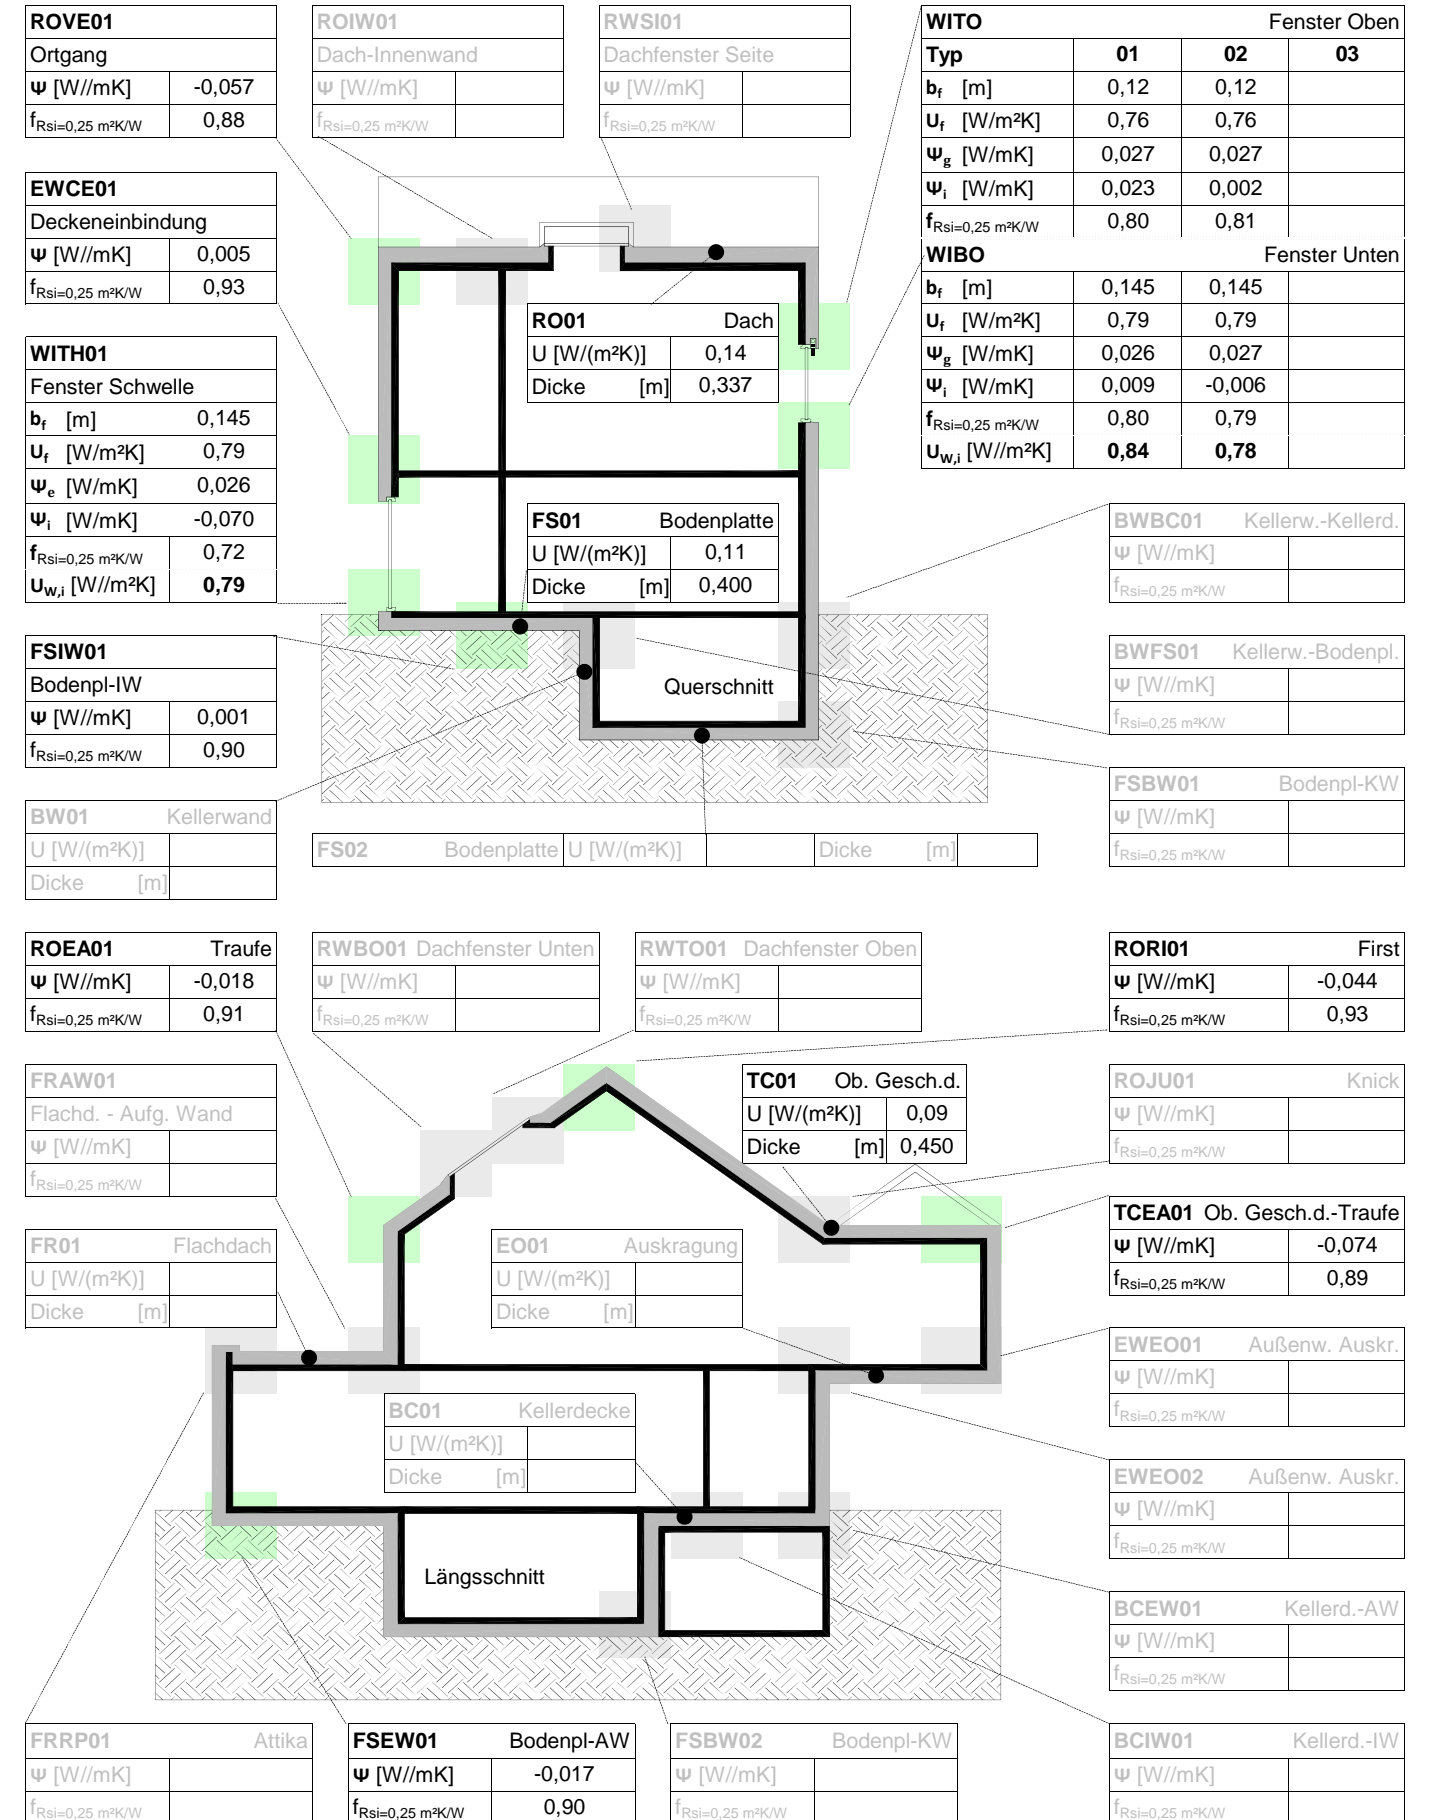 ROVE01
Ortgang
Ψ [W//mK] -0,057
fRsi=0,25 m²K/W 0,88
ROIW01
Dach-Innenwand
Ψ [W//mK]
fRsi=0,25 m²K/W
RWSI01
Dachfenster Seite
Ψ [W//mK]
fRsi=0,25 m²K/W
WITO Fenster Oben
Typ 01 02 03
bf [m] 0,12 0,12
Uf [W/m²K] 0,76 0,76
Ψg [W/mK] 0,027 0,027
Ψi [W/mK] 0,023 0,002
fRsi=0,25 m²K/W 0,80 0,81
WIBO Fenster Unten
bf [m] 0,145 0,145
Uf [W/m²K] 0,79 0,79
Ψg [W/mK] 0,026 0,027
Ψi [W/mK] 0,009 -0,006
fRsi=0,25 m²K/W 0,80 0,79
UW,i [W//m²K] 0,84 0,78
EWCE01
Deckeneinbindung
Ψ [W//mK] 0,005
fRsi=0,25 m²K/W 0,93
RO01 Dach
U [W/(m²K)] 0,14
Dicke [m] 0,337
WITH01
Fenster Schwelle
bf [m] 0,145
Uf [W/m²K] 0,79
Ψe [W/mK] 0,026
Ψi [W/mK] -0,070
fRsi=0,25 m²K/W 0,72
UW,i [W//m²K] 0,79
FS01 Bodenplatte
U [W/(m²K)] 0,11
Dicke [m] 0,400
BWBC01 Kellerw.-Kellerd.
Ψ [W//mK]
fRsi=0,25 m²K/W
FSIW01
Bodenpl-IW
Ψ [W//mK] 0,001
fRsi=0,25 m²K/W 0,90
Querschnitt
BWFS01 Kellerw.-Bodenpl.
Ψ [W//mK]
fRsi=0,25 m²K/W
FSBW01 Bodenpl-KW
Ψ [W//mK]
fRsi=0,25 m²K/W
BW01 Kellerwand
U [W/(m²K)]
Dicke [m]
FS02 Bodenplatte U [W/(m²K)] Dicke [m]
ROEA01 Traufe
Ψ [W//mK] -0,018
fRsi=0,25 m²K/W 0,91
RWBO01 Dachfenster Unten
Ψ [W//mK]
fRsi=0,25 m²K/W
RWTO01 Dachfenster Oben
Ψ [W//mK]
fRsi=0,25 m²K/W
RORI01 First
Ψ [W//mK] -0,044
fRsi=0,25 m²K/W 0,93
FRAW01
Flachd. - Aufg. Wand
Ψ [W//mK]
fRsi=0,25 m²K/W
TC01 Ob. Gesch.d.
U [W/(m²K)] 0,09
Dicke [m] 0,450
ROJU01 Knick
Ψ [W//mK]
fRsi=0,25 m²K/W
TCEA01 Ob. Gesch.d.-Traufe
Ψ [W//mK] -0,074
fRsi=0,25 m²K/W 0,89
FR01 Flachdach
U [W/(m²K)]
Dicke [m]
EO01 Auskragung
U [W/(m²K)]
Dicke [m]
EWEO01 Außenw. Auskr.
Ψ [W//mK]
fRsi=0,25 m²K/W
BC01 Kellerdecke
U [W/(m²K)]
Dicke [m]
EWEO02 Außenw. Auskr.
Ψ [W//mK]
fRsi=0,25 m²K/W
Längsschnitt
BCEW01 Kellerd.-AW
Ψ [W//mK]
fRsi=0,25 m²K/W
FRRP01 Attika
Ψ [W//mK]
fRsi=0,25 m²K/W
FSEW01 Bodenpl-AW
Ψ [W//mK] -0,017
fRsi=0,25 m²K/W 0,90
FSBW02 Bodenpl-KW
Ψ [W//mK]
fRsi=0,25 m²K/W
BCIW01 Kellerd.-IW
Ψ [W//mK]
fRsi=0,25 m²K/W